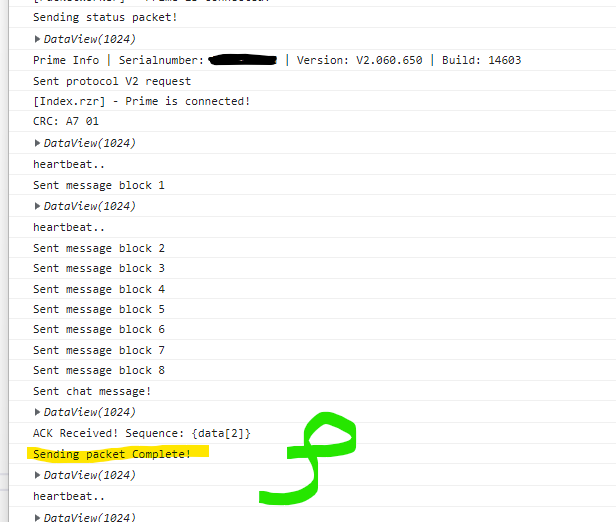 Sending status packet!
DataView(1024)
Prime Info | Serialnumber: | Version: V2.060.650 | Build: 14603
Sent protocol V2 request
[Index.rzr] - Prime is connected!
CRC: A7 01
DataView(1024)
heartbeat..
Sent message block 1
DataView(1024)
heartbeat..
Sent message block 2
Sent message block 3
Sent message block 4
Sent message block 5
Sent message block 6
Sent message block 7
Sent message block 8
Sent chat message!
DataView(1024)
ACK Received! Sequence: {data[2]}
Sending packet Complete!
DataView(1024)
heartbeat..
DataView(1024)